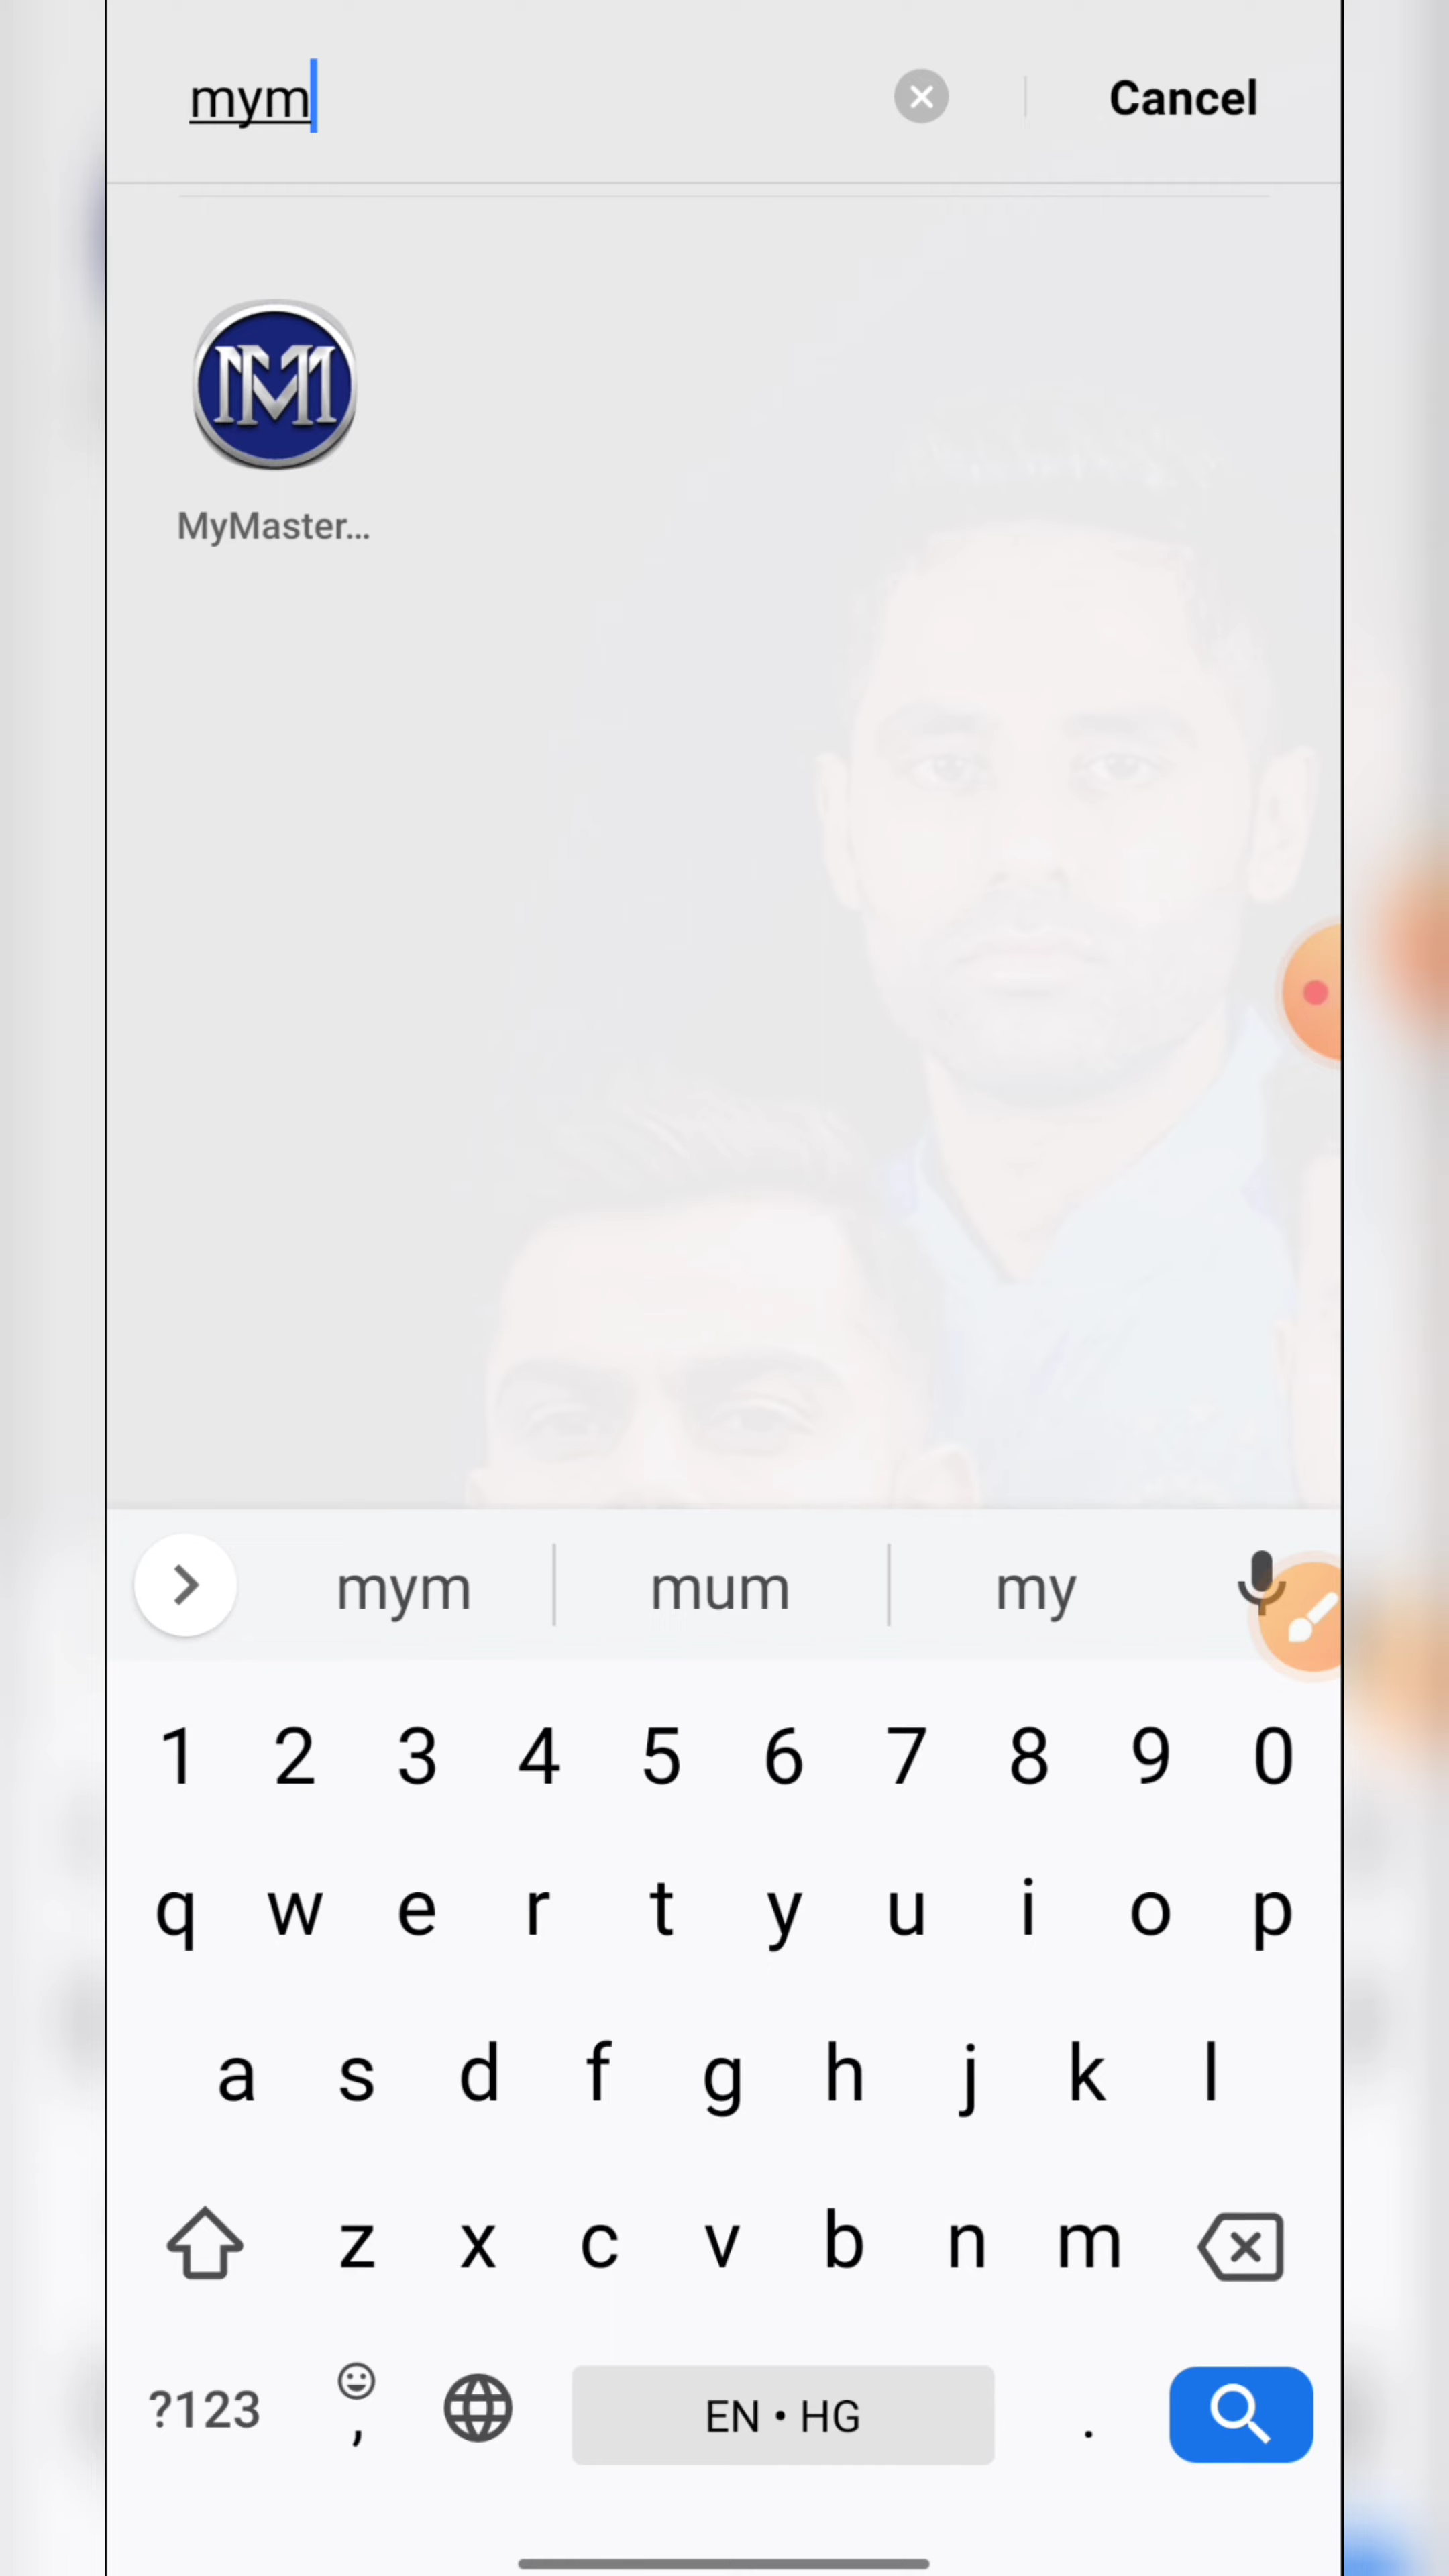 mym Cancel
MM
MyMaster...
mym mum my
1 2 3 4 5 6 7 8 9 0
q w e r t y u i o p
a s d f g h j k l
z x c v b n m
?123 , EN • HG .